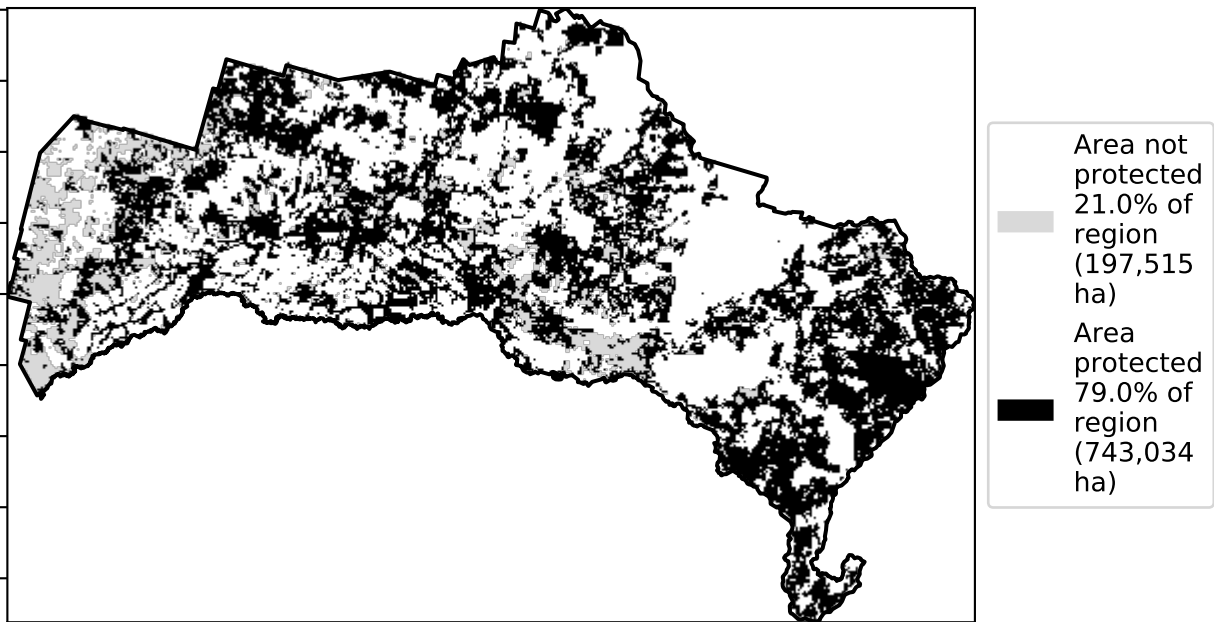 Area not
protected
21.0% of
region
(197,515
ha)
Area
protected
79.0% of
region
(743,034
ha)